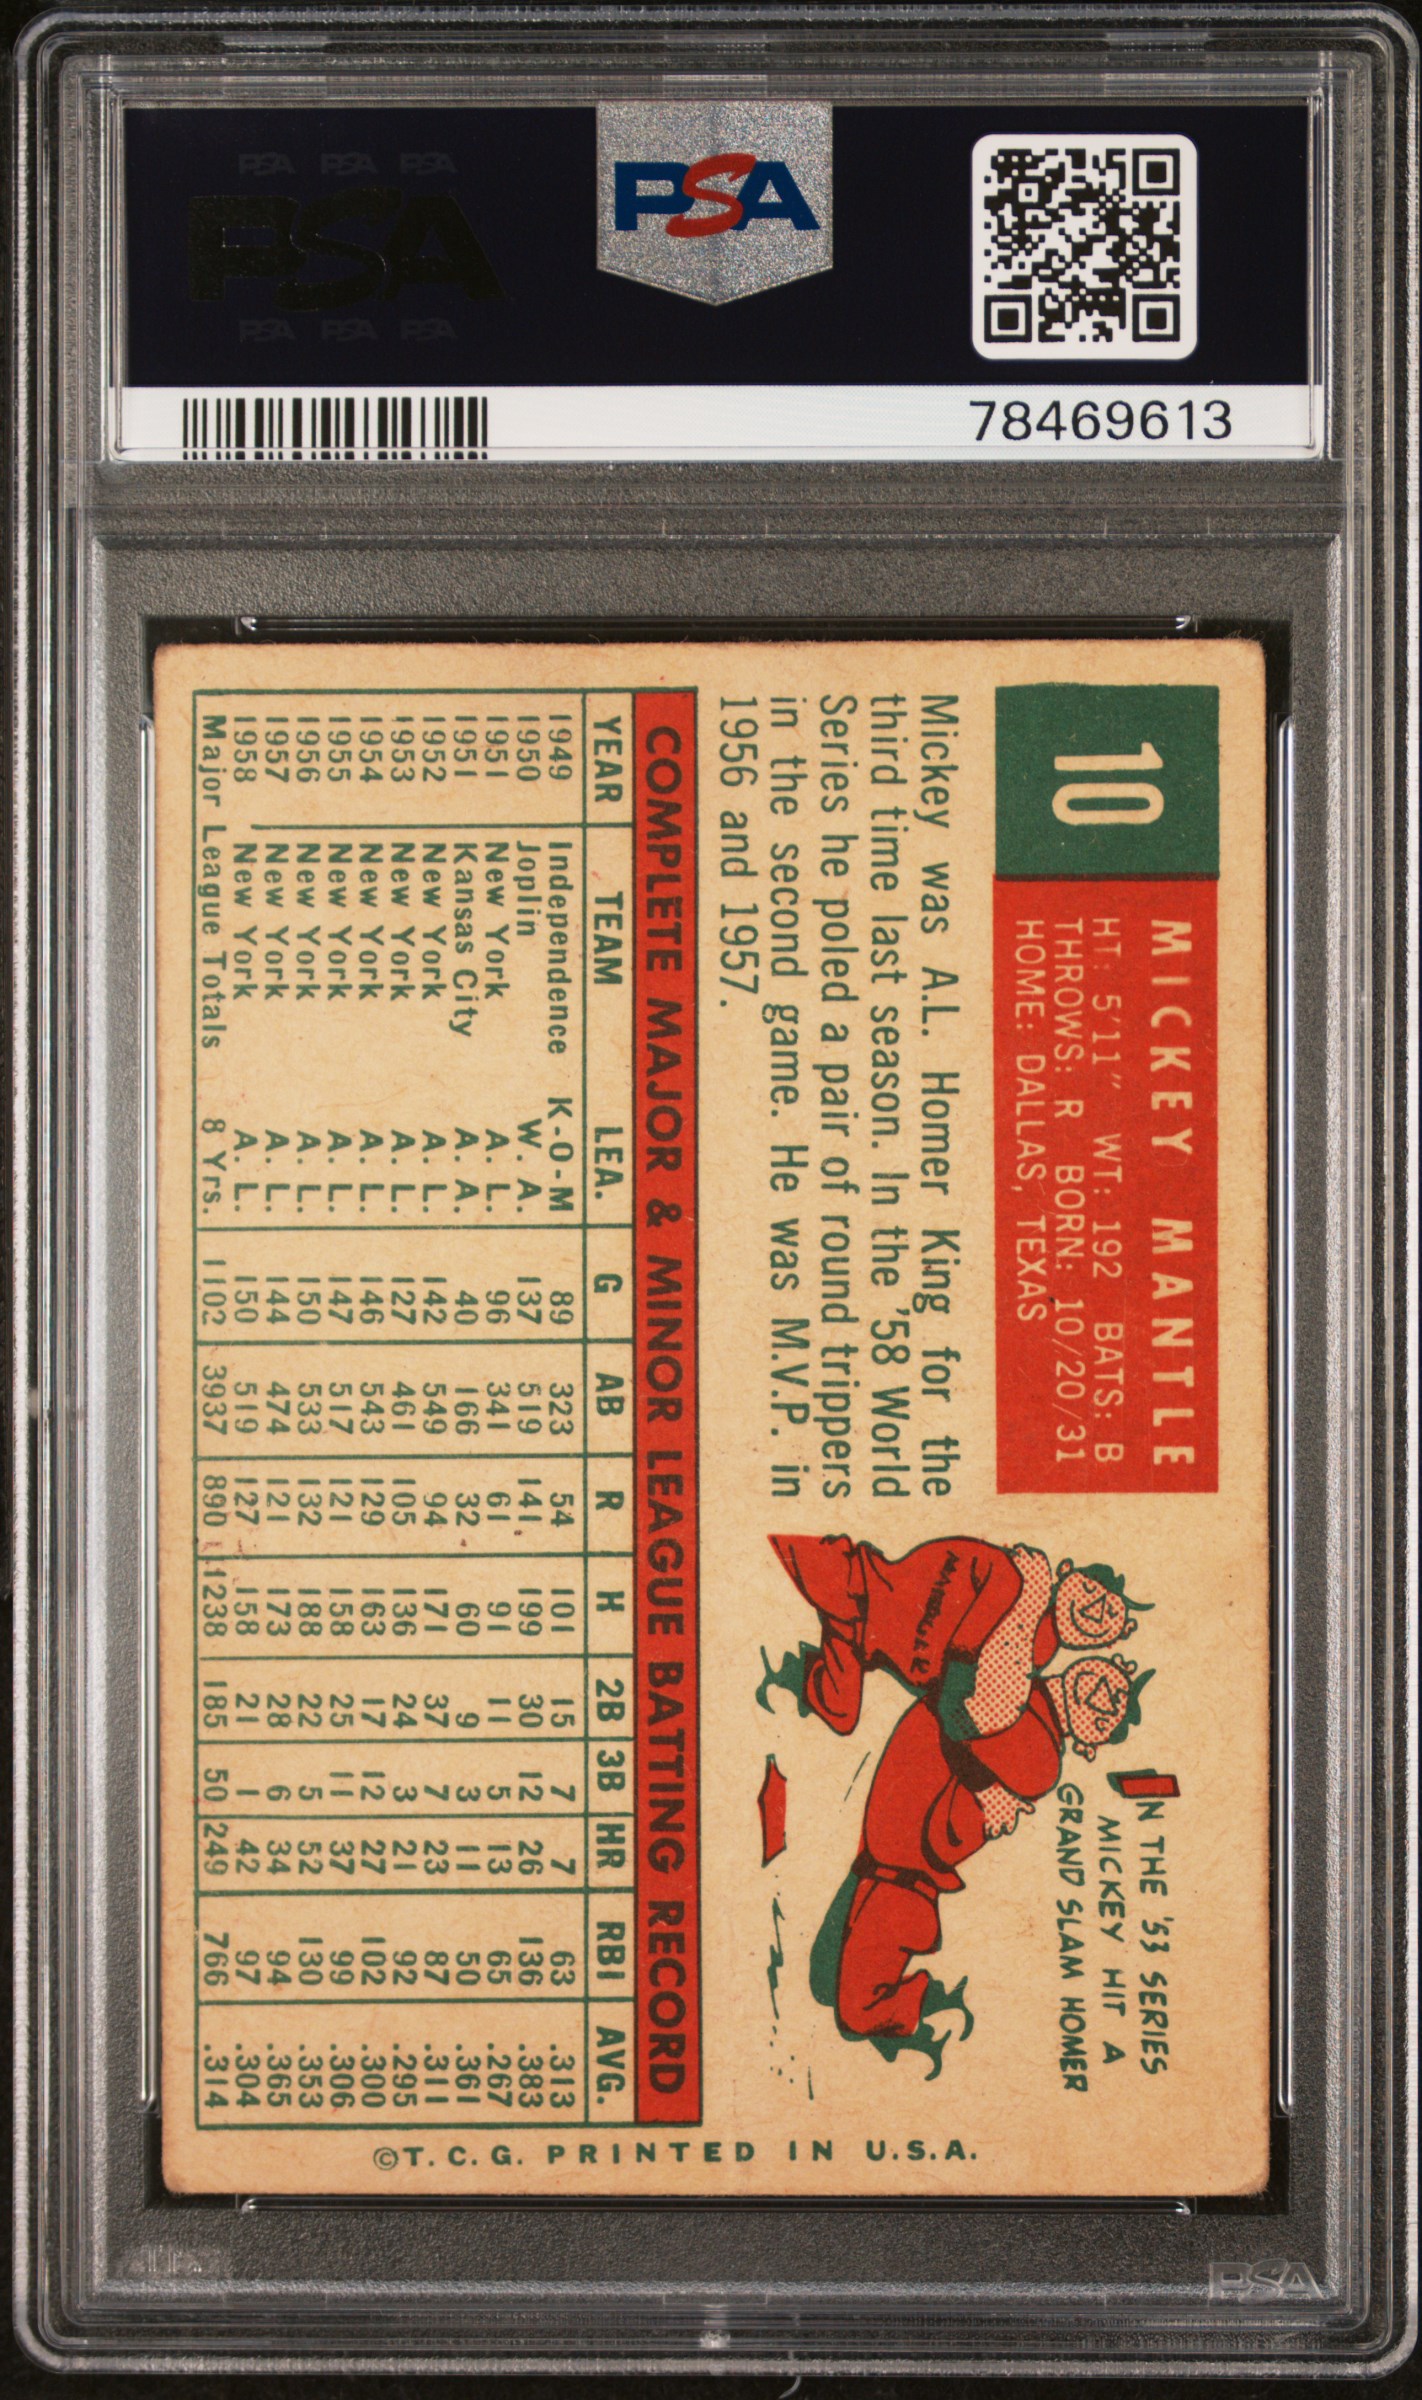 PSA PSA PSA
PSA
PSA PSA PSA
PSA
78469613
10
MICKEY MANTLE
HT: 5'11" WT: 192 BATS: B
THROWS: R BORN: 10/20/31
HOME: DALLAS, TEXAS
Mickey was A.L. Homer King for the
third time last season. In the '58 World
Series he poled a pair of round trippers
in the second game. He was M.V.P. in
1956 and 1957.
IN THE '53 SERIES
MICKEY HIT A
GRAND SLAM HOMER
COMPLETE MAJOR & MINOR LEAGUE BATTING RECORD
YEAR TEAM LEA. G AB R H 2B 3B HR RBI AVG.
1949 Independence K-O-M 89 323 54 101 15 7 7 63 .313
1950 Joplin W. A. 137 519 141 199 30 12 26 136 .383
1951 New York A. L. 96 341 61 91 11 5 13 65 .267
1951 Kansas City A. A. 40 166 32 60 9 3 11 50 .361
1952 New York A. L. 142 549 94 171 37 7 23 87 .311
1953 New York A. L. 127 461 105 136 24 3 21 92 .295
1954 New York A. L. 146 543 129 163 17 12 27 102 .300
1955 New York A. L. 147 517 121 158 25 11 37 99 .306
1956 New York A. L. 150 533 132 188 22 5 52 130 .353
1957 New York A. L. 144 474 121 173 28 6 34 94 .365
1958 New York A. L. 150 519 127 158 21 1 42 97 .304
Major League Totals 8 Yrs. 1102 3937 890 1238 185 50 249 766 .314
©T.C.G. PRINTED IN U.S.A.
PSA